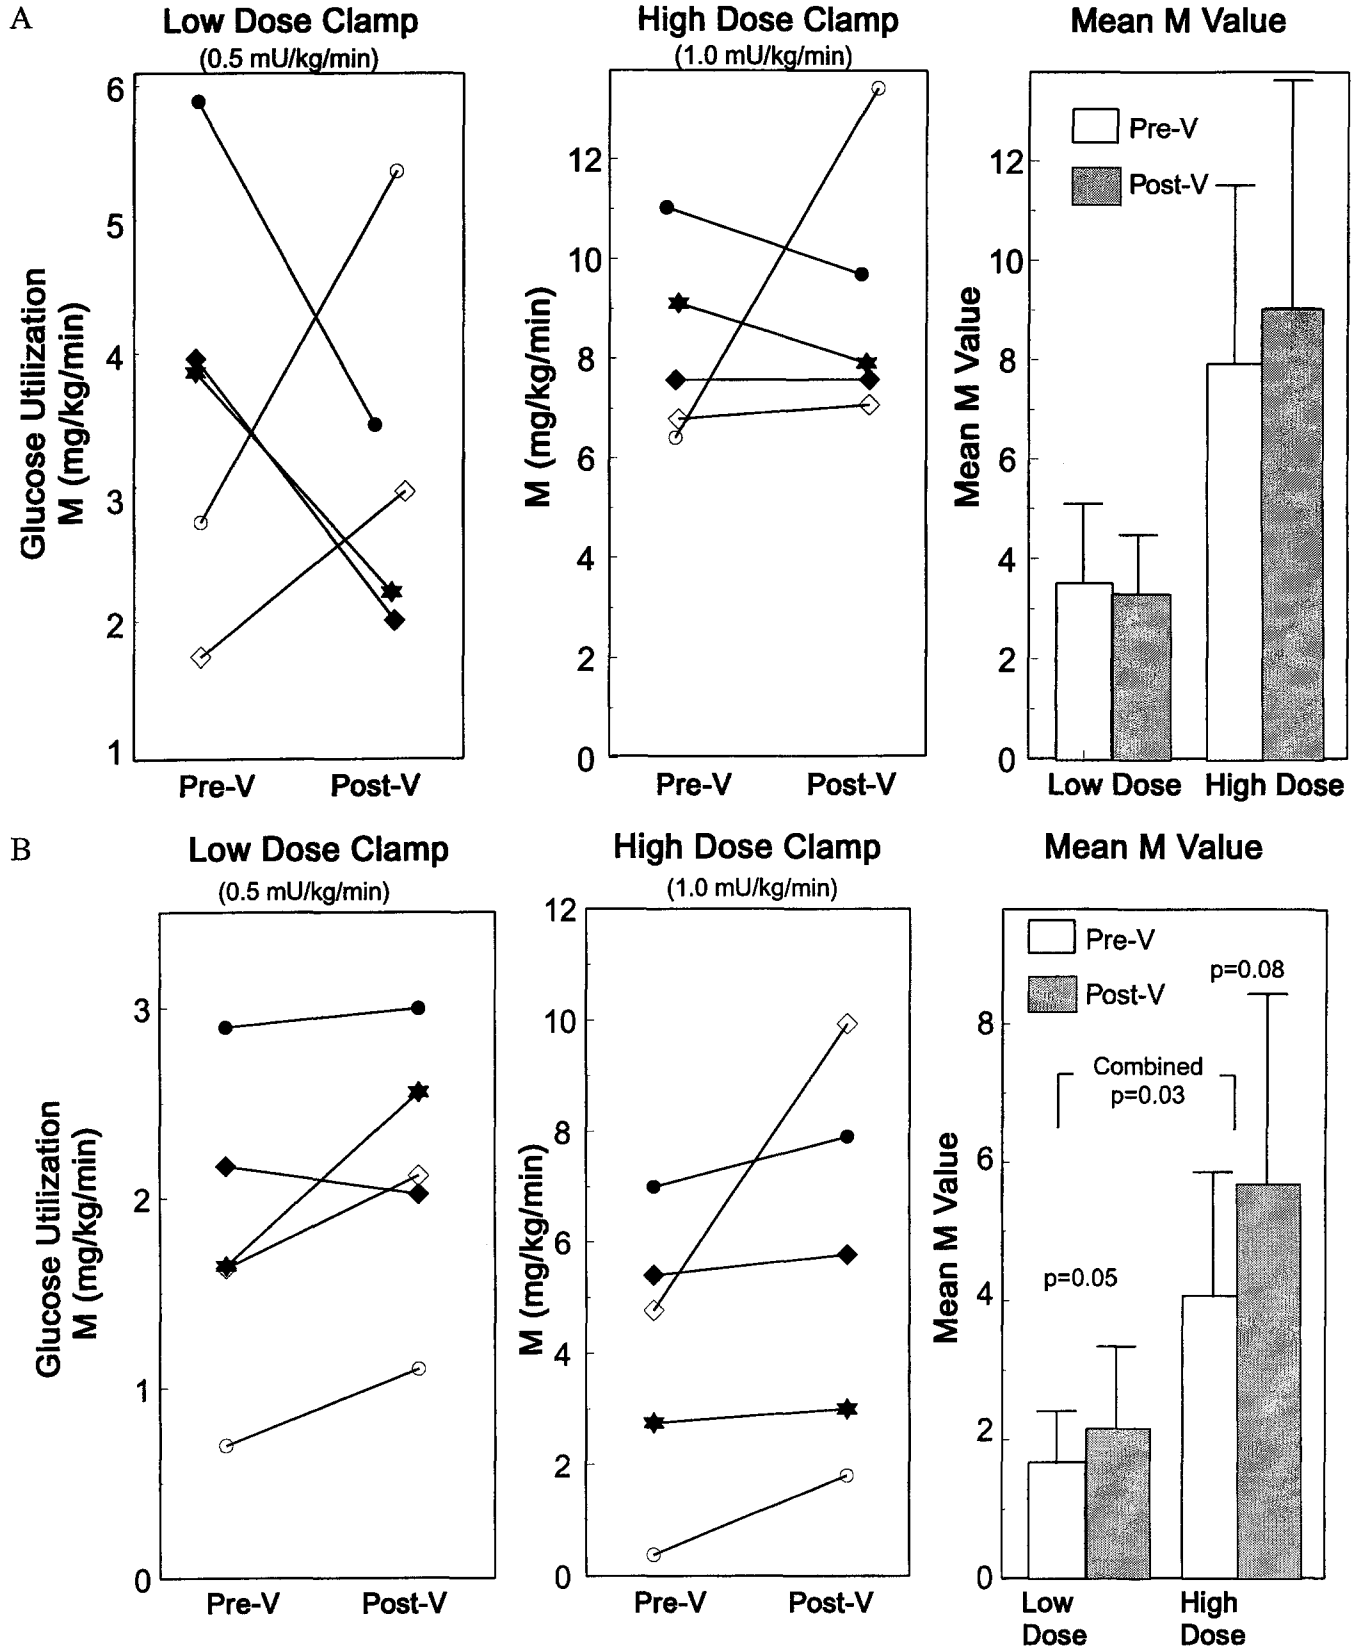 A
Low Dose Clamp
(0.5 mU/kg/min)
High Dose Clamp
(1.0 mU/kg/min)
Mean M Value
Glucose Utilization
M (mg/kg/min)
6
5
4
3
2
1
Pre-V
Post-V
M (mg/kg/min)
12
10
8
6
4
2
0
Pre-V
Post-V
Mean M Value
12
10
8
6
4
2
0
Pre-V
Post-V
Low Dose
High Dose
B
Low Dose Clamp
(0.5 mU/kg/min)
High Dose Clamp
(1.0 mU/kg/min)
Mean M Value
Glucose Utilization
M (mg/kg/min)
3
2
1
0
Pre-V
Post-V
M (mg/kg/min)
12
10
8
6
4
2
0
Pre-V
Post-V
Mean M Value
8
6
4
2
0
Pre-V
Post-V
p=0.08
Combined
p=0.03
p=0.05
Low
Dose
High
Dose